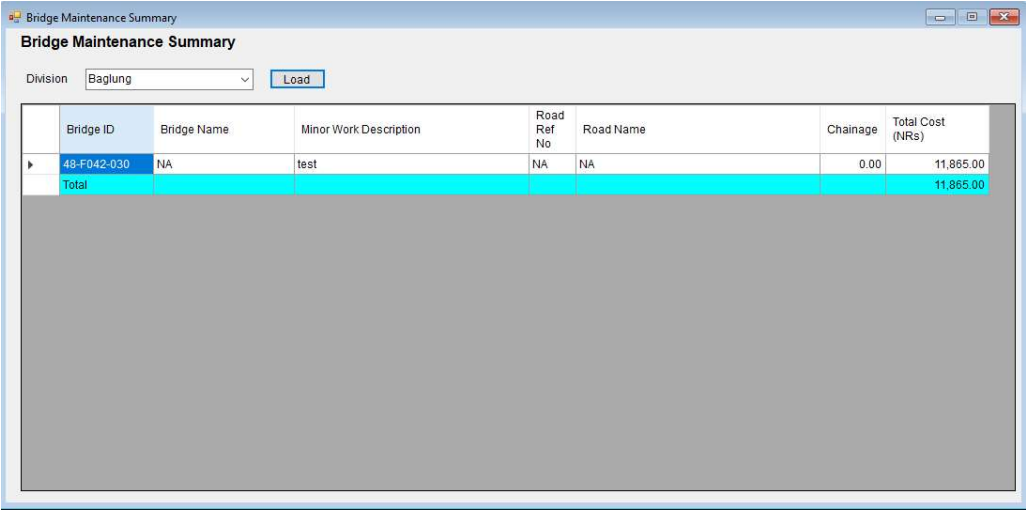 Bridge Maintenance Summary
Bridge Maintenance Summary
Division Baglung Load
Bridge ID Bridge Name Minor Work Description Road Ref No Road Name Chainage Total Cost (NRs)
48-F042-030 NA test NA NA 0.00 11,865.00
Total 11,865.00